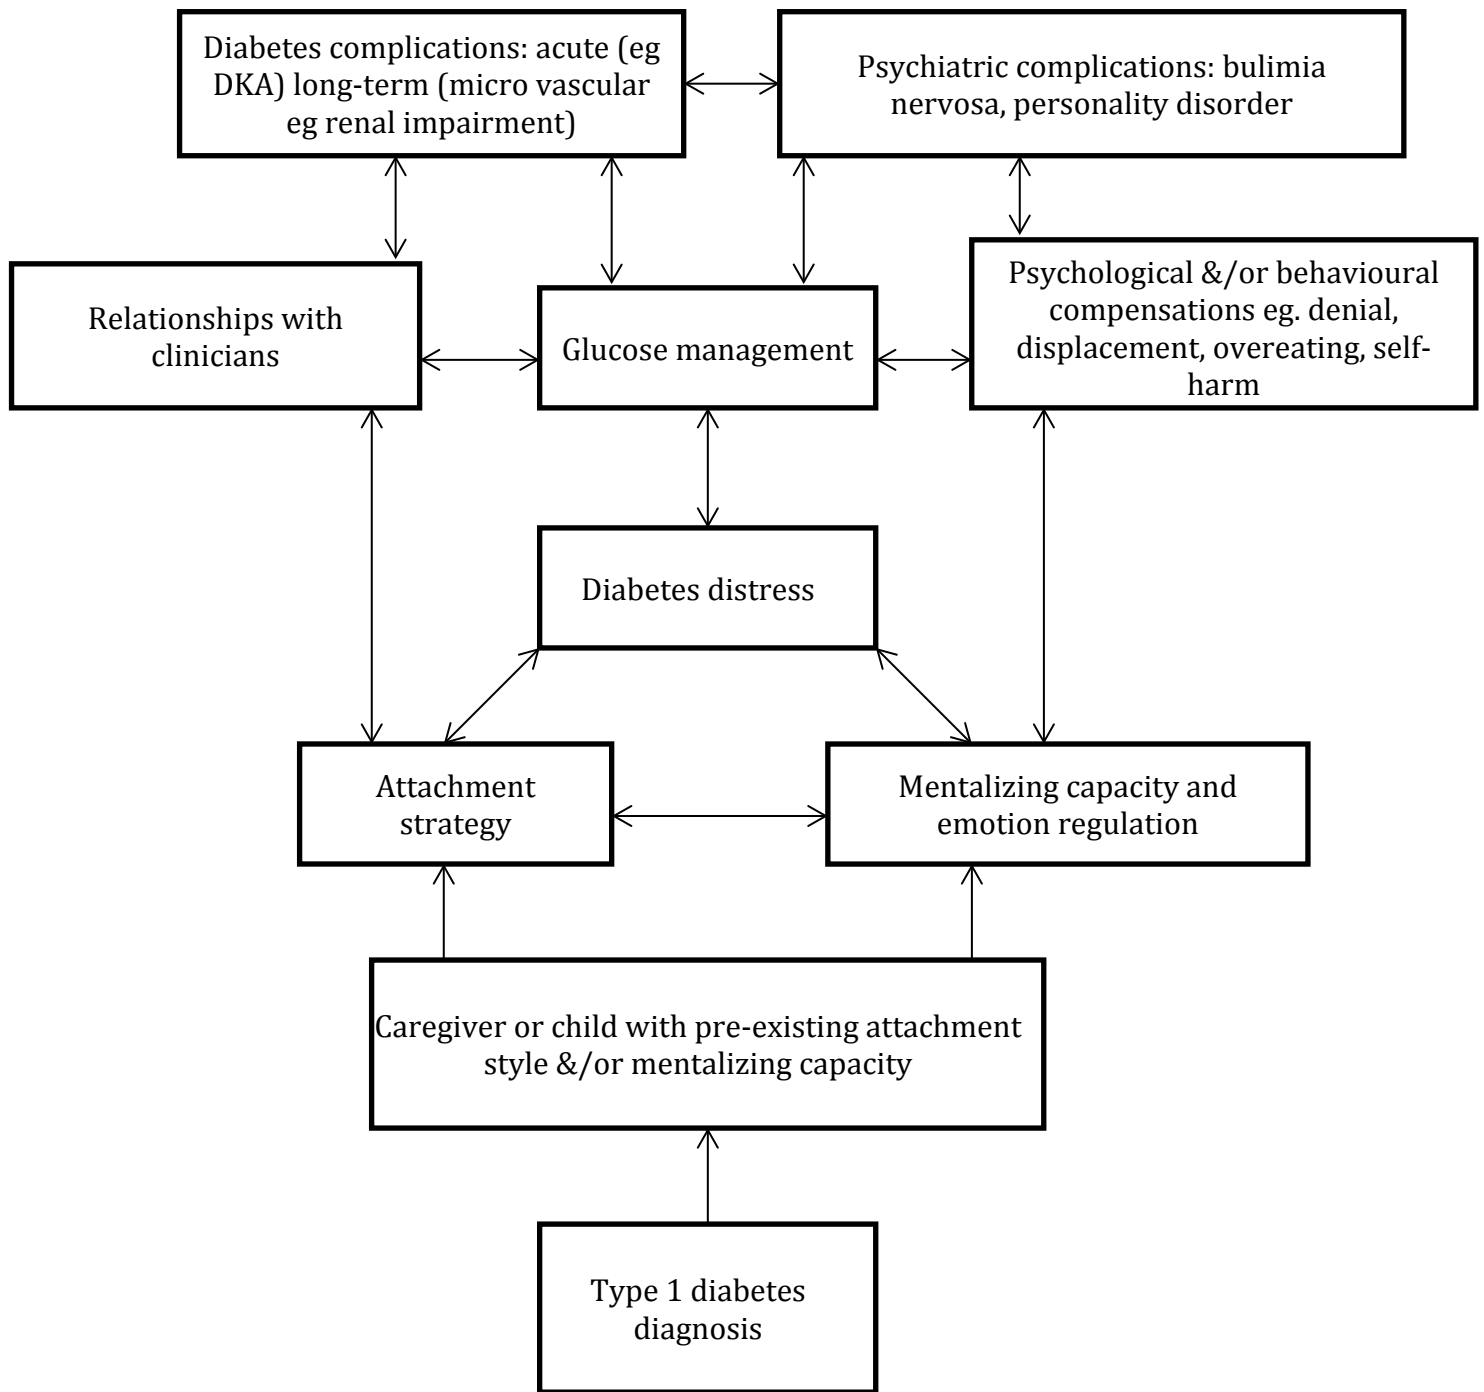 Diabetes complications: acute (eg
DKA) long-term (micro vascular
eg renal impairment)
Psychiatric complications: bulimia
nervosa, personality disorder
Relationships with
clinicians
Glucose management
Psychological &/or behavioural
compensations eg. denial,
displacement, overeating, self-
harm
Diabetes distress
Attachment
strategy
Mentalizing capacity and
emotion regulation
Caregiver or child with pre-existing attachment
style &/or mentalizing capacity
Type 1 diabetes
diagnosis